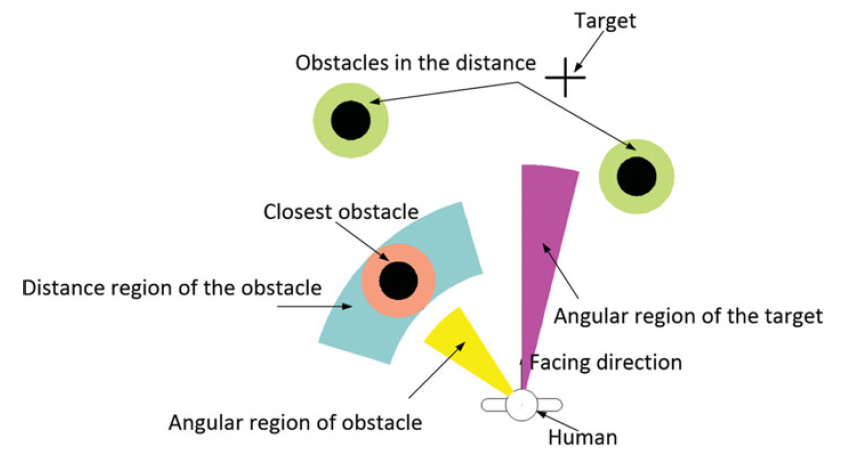 Target
Obstacles in the distance
Closest obstacle
Distance region of the obstacle
Angular region of the target
Facing direction
Angular region of obstacle
Human